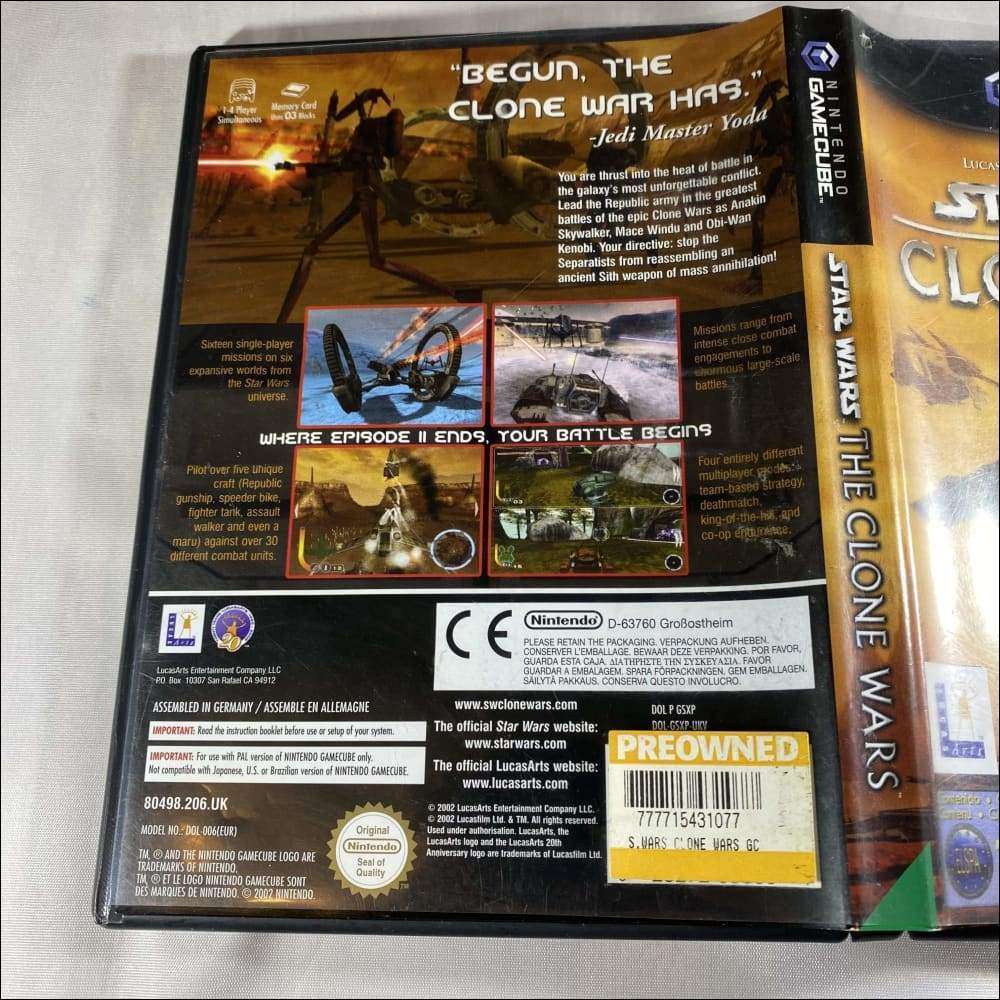 "BEGUN, THE
CLONE WAR HAS."
-Jedi Master Yoda
1-4 Player
Simultaneous
Memory Card
Uses 03 Blocks
You are thrust into the heat of battle in
the galaxy's most unforgettable conflict.
Lead the Republic army in the greatest
battles of the epic Clone Wars as Anakin
Skywalker, Mace Windu and Obi-Wan
Kenobi. Your directive: stop the
Separatists from reassembling an
ancient Sith weapon of mass annihilation!
Sixteen single-player
missions on six
expansive worlds from
the Star Wars
universe.
Missions range from
intense close combat
engagements to
enormous large-scale
battles.
WHERE EPISODE II ENDS, YOUR BATTLE BEGINS
Pilot over five unique
craft (Republic
gunship, speeder bike,
fighter tank, assault
walker and even a
maru) against over 30
different combat units.
Four entirely different
multiplayer modes:
team-based strategy,
deathmatch,
king-of-the-hill, and
co-op endurance.
LucasArts Entertainment Company LLC
P.O. Box 10307 San Rafael CA 94912
CE
Nintendo D-63760 Großostheim
PLEASE RETAIN THE PACKAGING. VERPACKUNG AUFHEBEN.
CONSERVER L'EMBALLAGE. BEWAAR DEZE VERPAKKING. POR FAVOR,
GUARDA ESTA CAJA. ΔΙΑΤΗΡΗΣΤΕ ΤΗΝ ΣΥΣΚΕΥΑΣΙΑ. FAVOR
GUARDAR A EMBALAGEM. SPARA FÖRPACKNINGEN. GEM EMBALLAGEN.
SÄILYTÄ PAKKAUS. CONSERVA QUESTO INVOLUCRO.
ASSEMBLED IN GERMANY / ASSEMBLE EN ALLEMAGNE
IMPORTANT: Read the instruction booklet before use or setup of your system.
IMPORTANT: For use with PAL version of NINTENDO GAMECUBE only.
Not compatible with Japanese, U.S. or Brazilian version of NINTENDO GAMECUBE.
80498.206.UK
MODEL NO.: DOL-006(EUR)
TM, ® AND THE NINTENDO GAMECUBE LOGO ARE
TRADEMARKS OF NINTENDO.
TM, ® ET LE LOGO NINTENDO GAMECUBE SONT
DES MARQUES DE NINTENDO. © 2002 NINTENDO.
Original
Nintendo
Seal of
Quality
www.swclonewars.com
The official Star Wars website:
www.starwars.com
The official LucasArts website:
www.lucasarts.com
© 2002 LucasArts Entertainment Company LLC.
© 2002 Lucasfilm Ltd. & TM. All rights reserved.
Used under authorisation. LucasArts, the
LucasArts logo and the LucasArts 20th
Anniversary logo are trademarks of Lucasfilm Ltd.
DOL P GSXP
DOL-GSXP-UKV
PREOWNED
777715431077
S.WARS CLONE WARS GC
NINTENDO
GAMECUBE™
STAR WARS THE CLONE WARS
LUCAS
ST
CLO